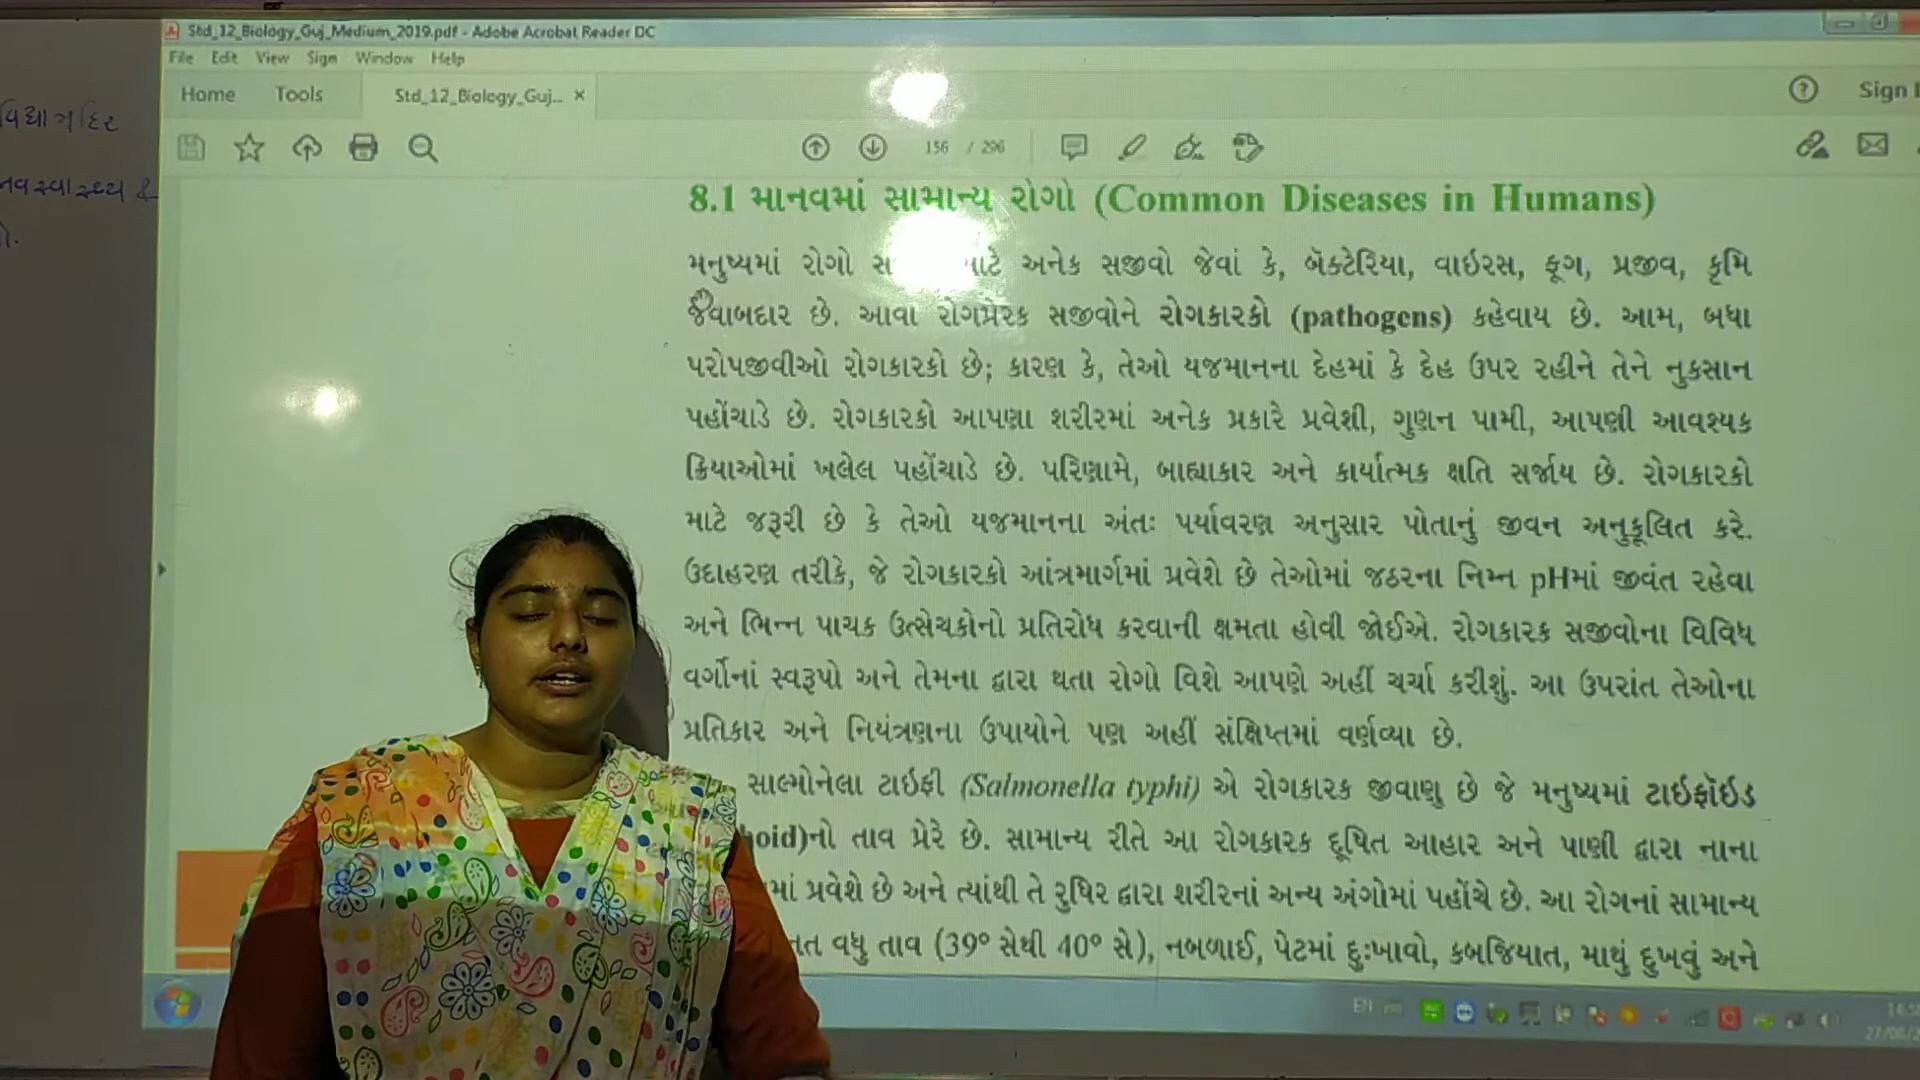 Std_12_Biology_Guj_Medium_2019.pdf - Adobe Acrobat Reader DC
File Edit View Sign Window Help
Home Tools Std_12_Biology_Guj... × Sign
156 / 296
8.1 માનવમાં સામાન્ય રોગો (Common Diseases in Humans)
મનુષ્યમાં રોગો અનેક સજીવો જેવાં કે, બૅક્ટેરિયા, વાઇરસ, ફૂગ, પ્રજીવ, કૃમિ
જવાબદાર છે. આવા રોગપ્રેરક સજીવોને રોગકારકો (pathogens) કહેવાય છે. આમ, બધા
પરોપજીવીઓ રોગકારકો છે; કારણ કે, તેઓ યજમાનના દેહમાં કે દેહ ઉપર રહીને તેને નુકસાન
પહોંચાડે છે. રોગકારકો આપણા શરીરમાં અનેક પ્રકારે પ્રવેશી, ગુણન પામી, આપણી આવશ્યક
ક્રિયાઓમાં ખલેલ પહોંચાડે છે. પરિણામે, બાહ્યાકાર અને કાર્યાત્મક ક્ષતિ સર્જાય છે. રોગકારકો
માટે જરૂરી છે કે તેઓ યજમાનના અંતઃ પર્યાવરણ અનુસાર પોતાનું જીવન અનુકૂલિત કરે.
ઉદાહરણ તરીકે, જે રોગકારકો આંત્રમાર્ગમાં પ્રવેશે છે તેઓમાં જઠરના નિમ્ન pHમાં જીવંત રહેવા
અને ભિન્ન પાચક ઉત્સેચકોનો પ્રતિરોધ કરવાની ક્ષમતા હોવી જોઈએ. રોગકારક સજીવોના વિવિધ
વર્ગોનાં સ્વરૂપો અને તેમના દ્વારા થતા રોગો વિશે આપણે અહીં ચર્ચા કરીશું. આ ઉપરાંત તેઓના
પ્રતિકાર અને નિયંત્રણના ઉપાયોને પણ અહીં સંક્ષિપ્તમાં વર્ણવ્યા છે.
સાલ્મોનેલા ટાઇફી (Salmonella typhi) એ રોગકારક જીવાણુ છે જે મનુષ્યમાં ટાઇફૉઈડ
hoid)નો તાવ પ્રેરે છે. સામાન્ય રીતે આ રોગકારક દૂષિત આહાર અને પાણી દ્વારા નાના
માં પ્રવેશે છે અને ત્યાંથી તે રુધિર દ્વારા શરીરનાં અન્ય અંગોમાં પહોંચે છે. આ રોગનાં સામાન્ય
વધુ તાવ (39° સેથી 40° સે), નબળાઈ, પેટમાં દુઃખાવો, કબજિયાત, માથું દુખવું અને
EN